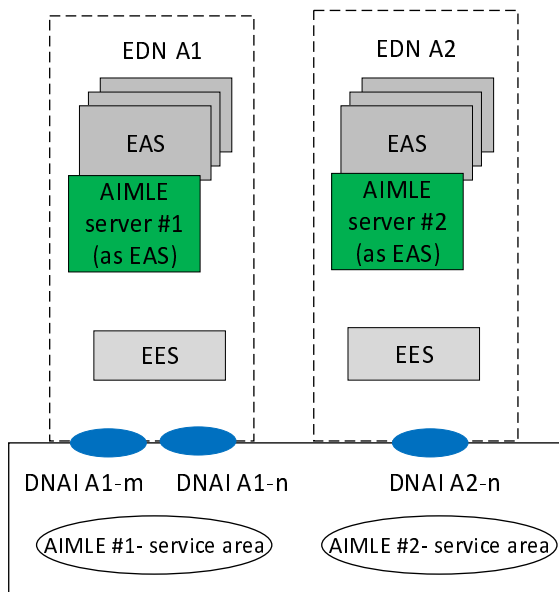 EDN A1
EAS
AIMLE
server #1
(as EAS)
EES
EDN A2
EAS
AIMLE
server #2
(as EAS)
EES
DNAI A1-m
DNAI A1-n
DNAI A2-n
AIMLE #1- service area
AIMLE #2- service area